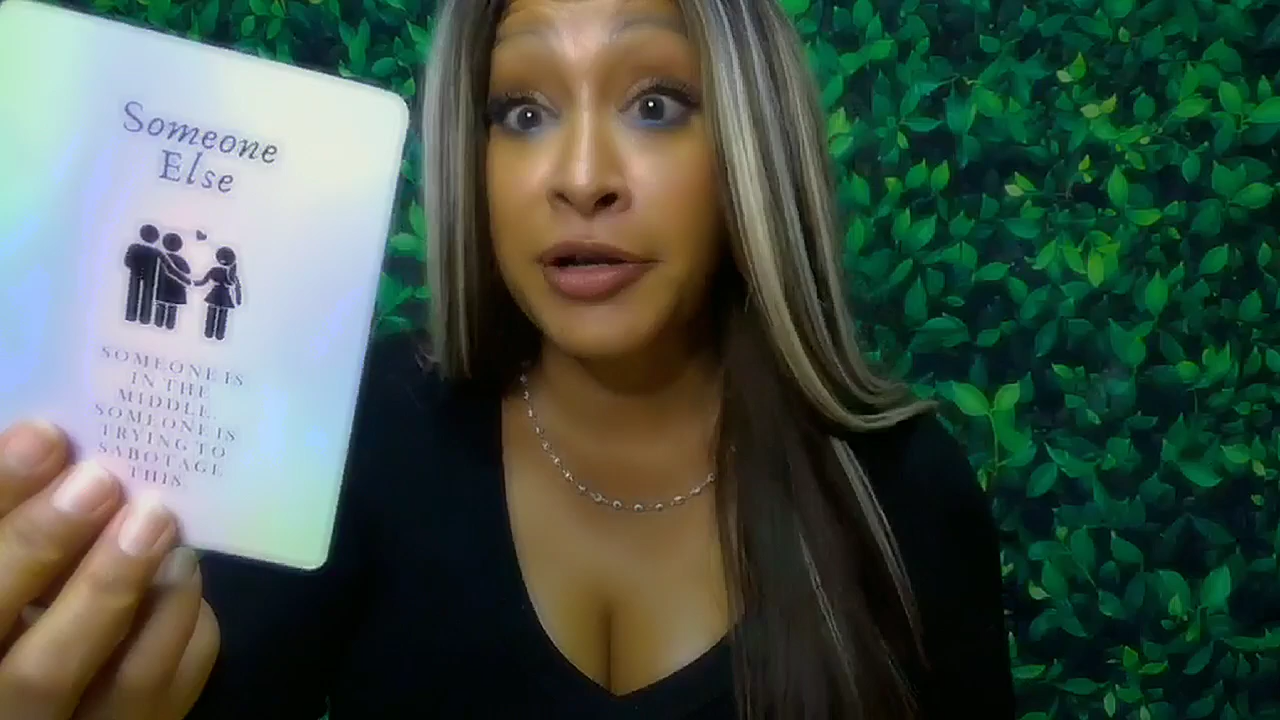 Someone
Else
SOMEONE IS
IN THE
MIDDLE.
SOMEONE IS
TRYING TO
SABOTAGE
THIS